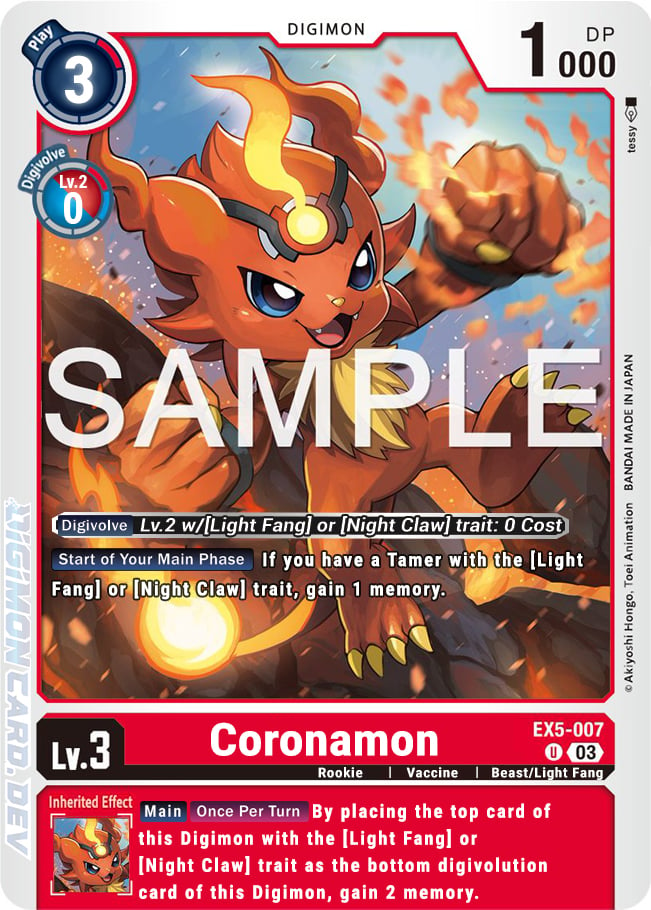 DIGIMON
Play
3
DP
1000
Digivolve
Lv.2
0
tessy
SAMPLE
Digivolve Lv.2 w/[Light Fang] or [Night Claw] trait: 0 Cost
Start of Your Main Phase If you have a Tamer with the [Light
Fang] or [Night Claw] trait, gain 1 memory.
© Akiyoshi Hongo, Toei Animation BANDAI MADE IN JAPAN
DIGIMONCARD.DEV
Lv.3
Coronamon
EX5-007
U 03
Rookie | Vaccine | Beast/Light Fang
Inherited Effect
Main Once Per Turn By placing the top card of
this Digimon with the [Light Fang] or
[Night Claw] trait as the bottom digivolution
card of this Digimon, gain 2 memory.